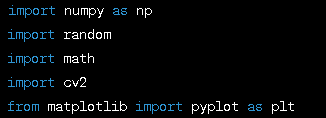 import numpy as np
import random
import math
import cv2
from matplotlib import pyplot as plt